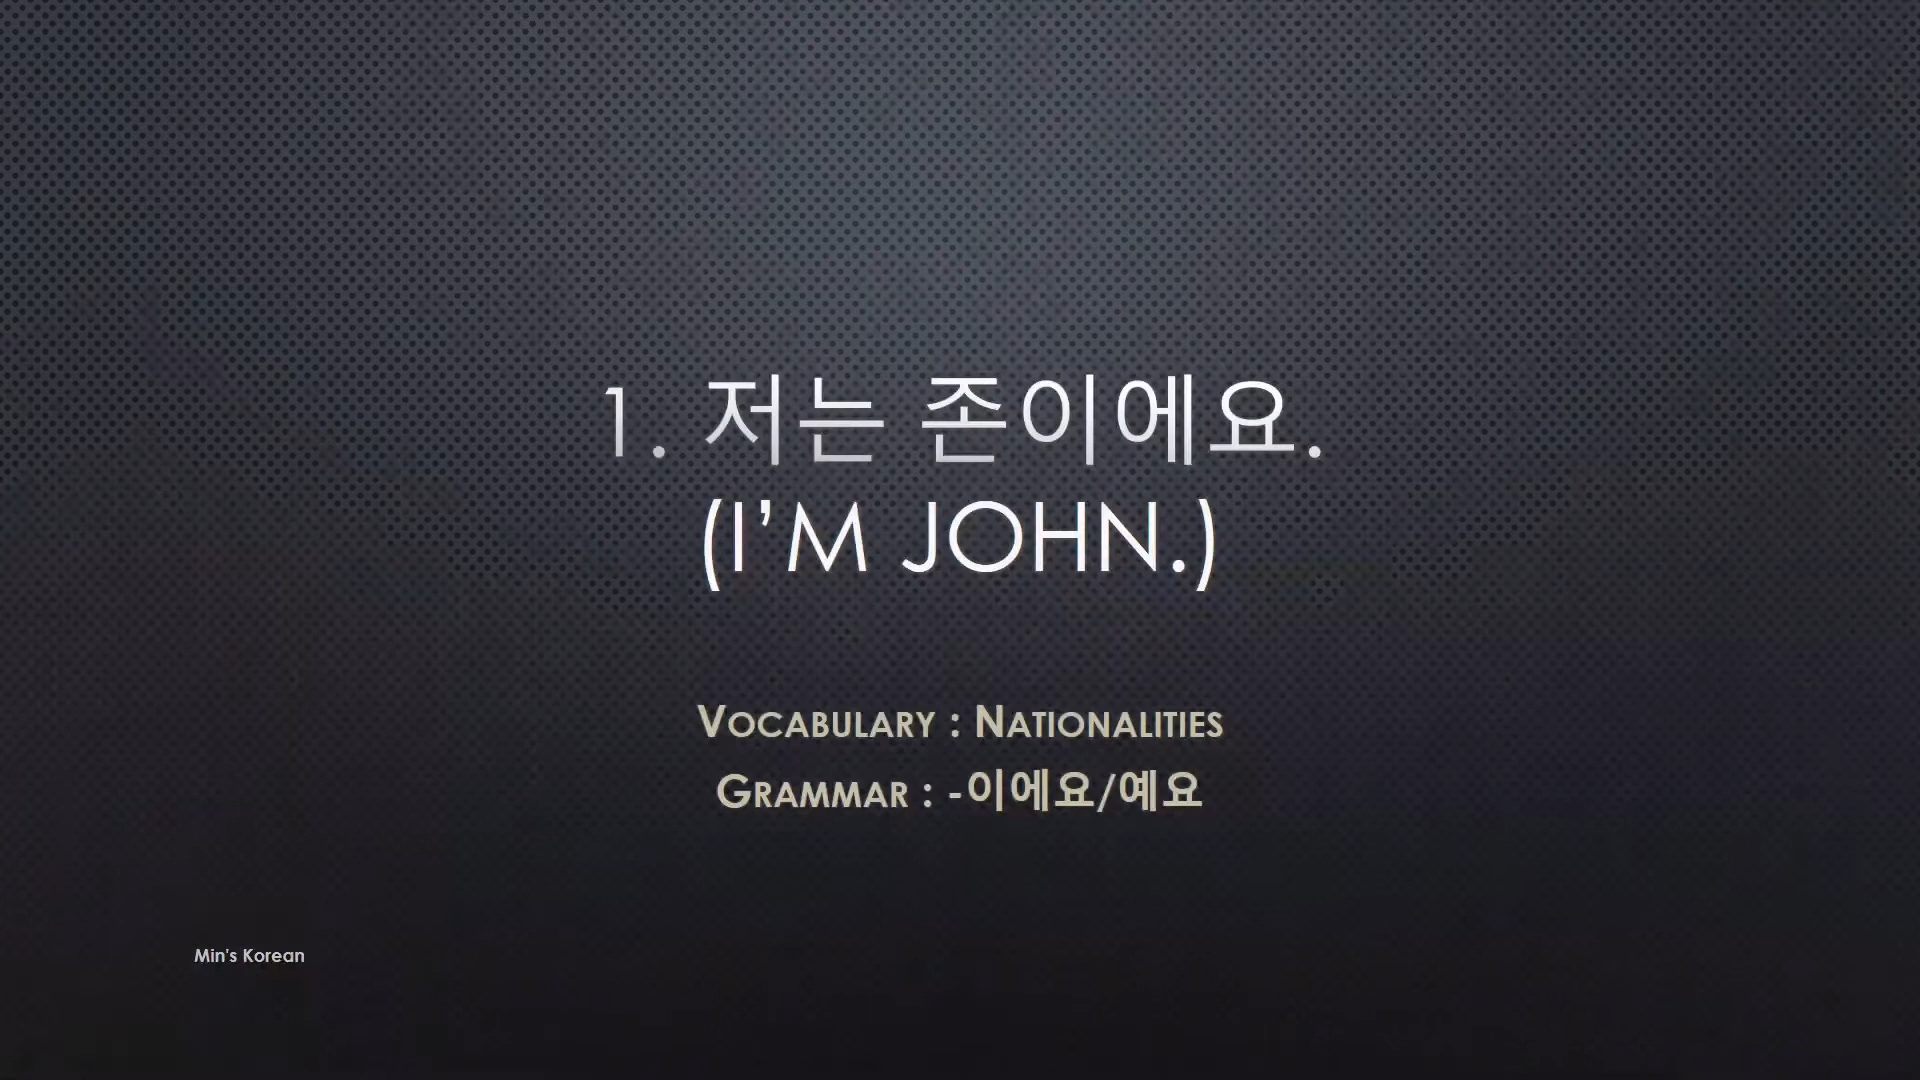 1. 저는 존이에요.
(I’M JOHN.)
VOCABULARY : NATIONALITIES
GRAMMAR : -이에요/예요
Min's Korean